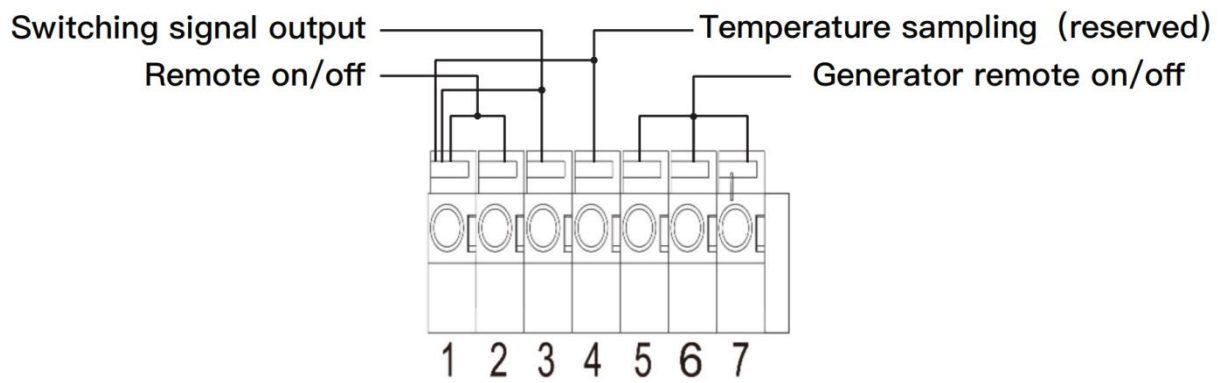 Switching signal output
Temperature sampling (reserved)
Remote on/off
Generator remote on/off
1 2 3 4 5 6 7